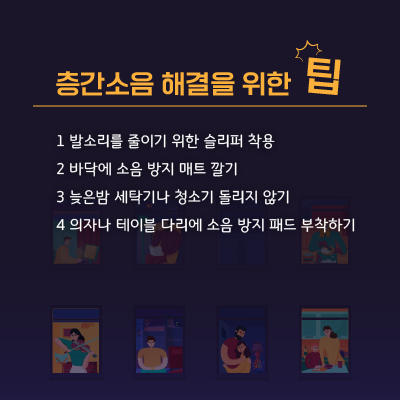 층간소음 해결을 위한 팁
1 발소리를 줄이기 위한 슬리퍼 착용
2 바닥에 소음 방지 매트 깔기
3 늦은밤 세탁기나 청소기 돌리지 않기
4 의자나 테이블 다리에 소음 방지 패드 부착하기